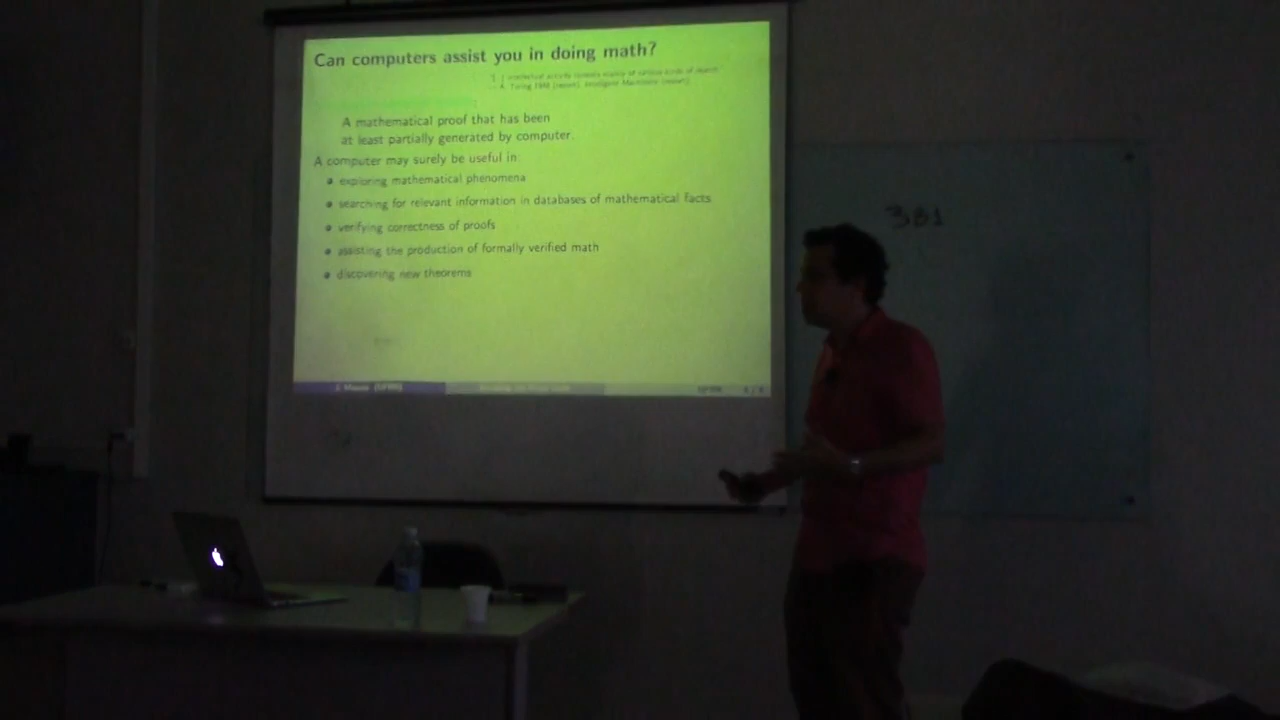 Can computers assist you in doing math?
A mathematical proof that has been
at least partially generated by computer.
A computer may surely be useful in:
exploring mathematical phenomena
searching for relevant information in databases of mathematical facts
verifying correctness of proofs
assisting the production of formally verified math
discovering new theorems
381